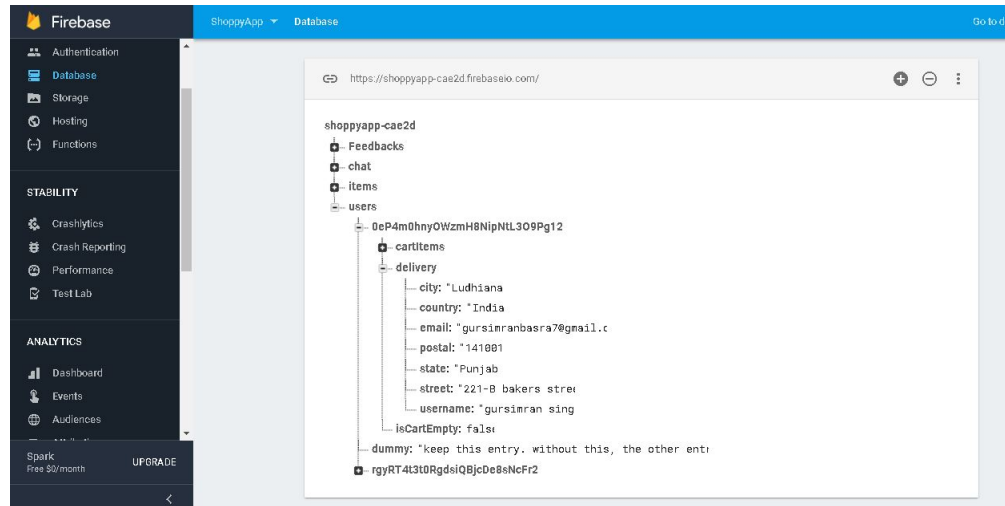 Firebase
ShoppyApp Database Go to d
Authentication
Database
Storage
Hosting
Functions
STABILITY
Crashlytics
Crash Reporting
Performance
Test Lab
ANALYTICS
Dashboard
Events
Audiences
Spark
Free $0/month
UPGRADE
https://shoppyapp-cae2d.firebaseio.com/
shoppyapp-cae2d
Feedbacks
chat
items
users
0eP4m0hnyOWzmH8NipNtL3O9Pg12
cartItems
delivery
city: "Ludhiana
country: "India
email: "gursimranbasra7@gmail.c
postal: "141001
state: "Punjab
street: "221-B bakers stree
username: "gursimran sing
isCartEmpty: false
dummy: "keep this entry. without this, the other entr
rgyRT4t3t0RgdsiQBjcDe8sNcFr2